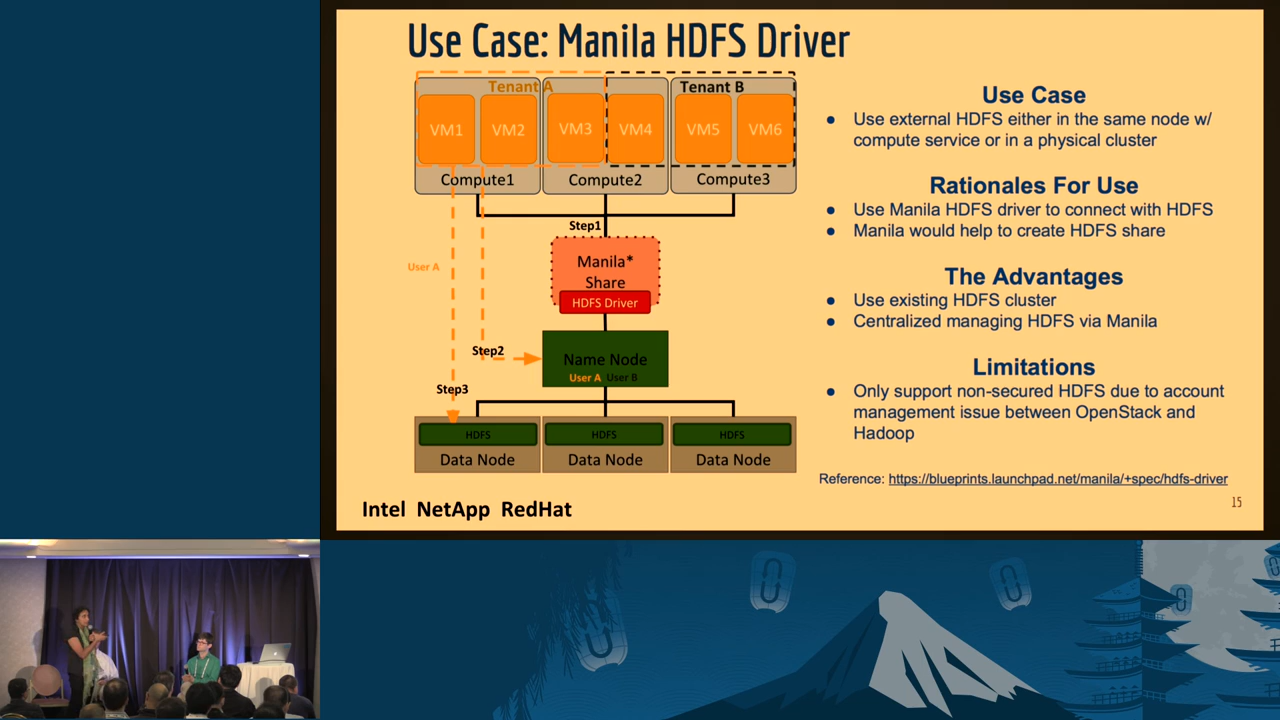 Use Case: Manila HDFS Driver
Tenant A
Tenant B
VM1
VM2
VM3
VM4
VM5
VM6
Compute1
Compute2
Compute3
Step1
User A
Manila*
Share
HDFS Driver
Step2
Name Node
User A User B
Step3
HDFS
HDFS
HDFS
Data Node
Data Node
Data Node
Intel NetApp RedHat
Use Case
● Use external HDFS either in the same node w/
compute service or in a physical cluster
Rationales For Use
● Use Manila HDFS driver to connect with HDFS
● Manila would help to create HDFS share
The Advantages
● Use existing HDFS cluster
● Centralized managing HDFS via Manila
Limitations
● Only support non-secured HDFS due to account
management issue between OpenStack and
Hadoop
Reference: https://blueprints.launchpad.net/manila/+spec/hdfs-driver
15